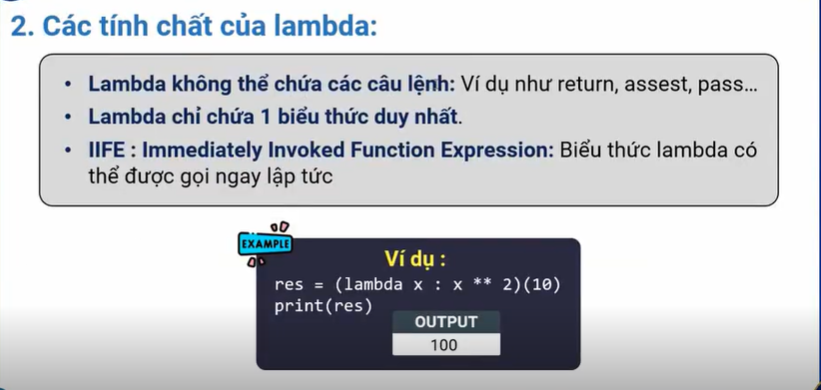 2. Các tính chất của lambda:
• Lambda không thể chứa các câu lệnh: Ví dụ như return, assest, pass...
• Lambda chỉ chứa 1 biểu thức duy nhất.
• IIFE : Immediately Invoked Function Expression: Biểu thức lambda có
thể được gọi ngay lập tức
EXAMPLE
Ví dụ :
res = (lambda x : x ** 2)(10)
print(res)
OUTPUT
100